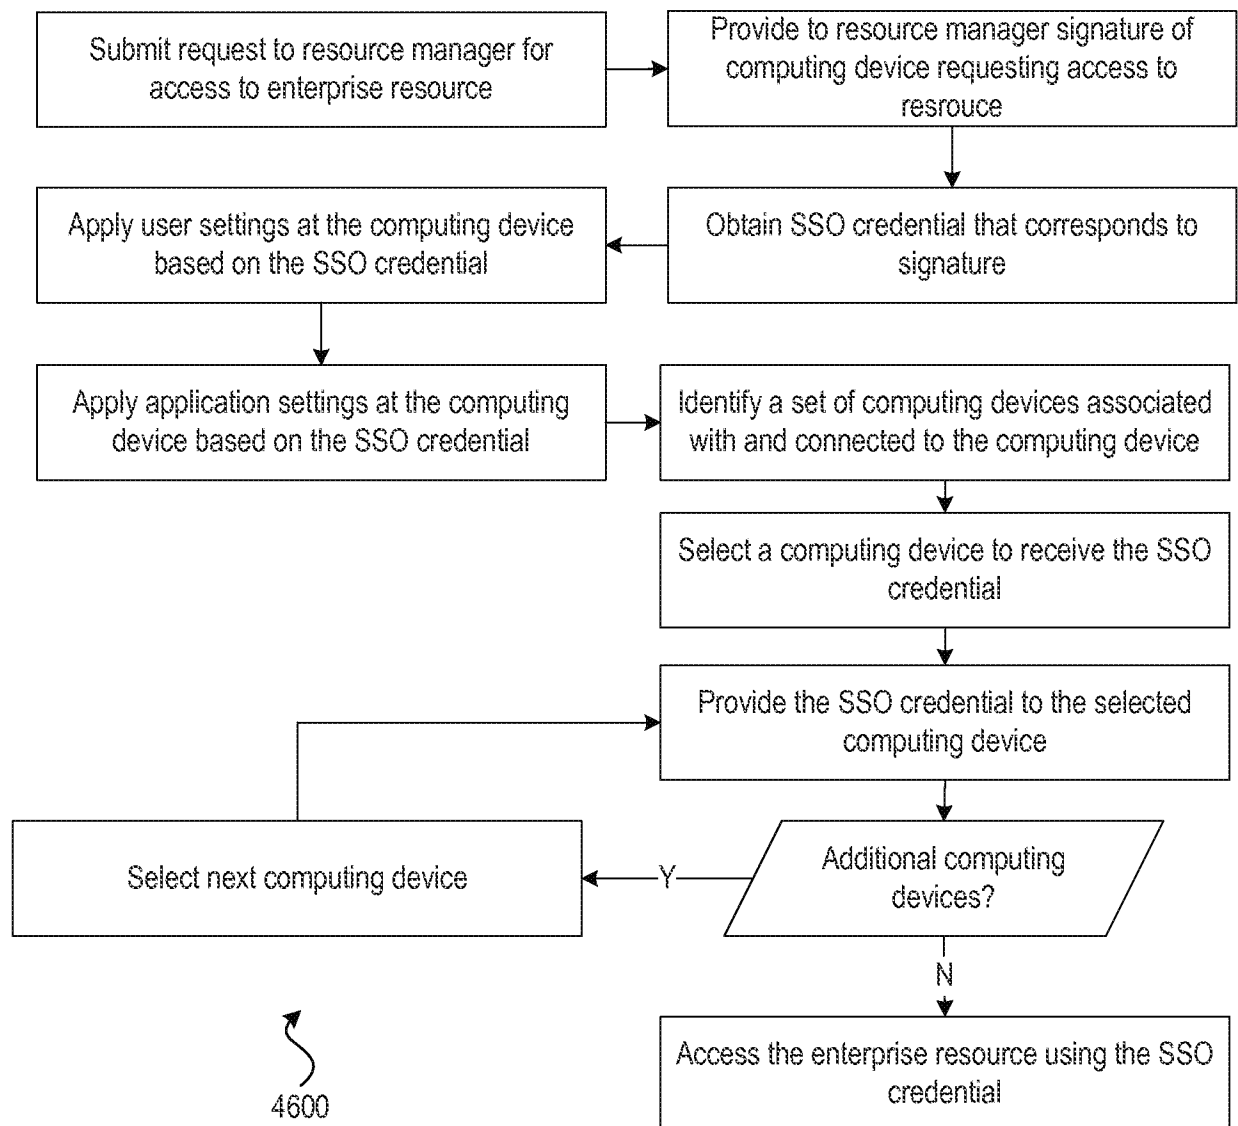 Submit request to resource manager for
access to enterprise resource
Provide to resource manager signature of
computing device requesting access to
resrouce
Obtain SSO credential that corresponds to
signature
Apply user settings at the computing device
based on the SSO credential
Apply application settings at the computing
device based on the SSO credential
Identify a set of computing devices associated
with and connected to the computing device
Select a computing device to receive the SSO
credential
Provide the SSO credential to the selected
computing device
Additional computing
devices?
Y
Select next computing device
N
Access the enterprise resource using the SSO
credential
4600